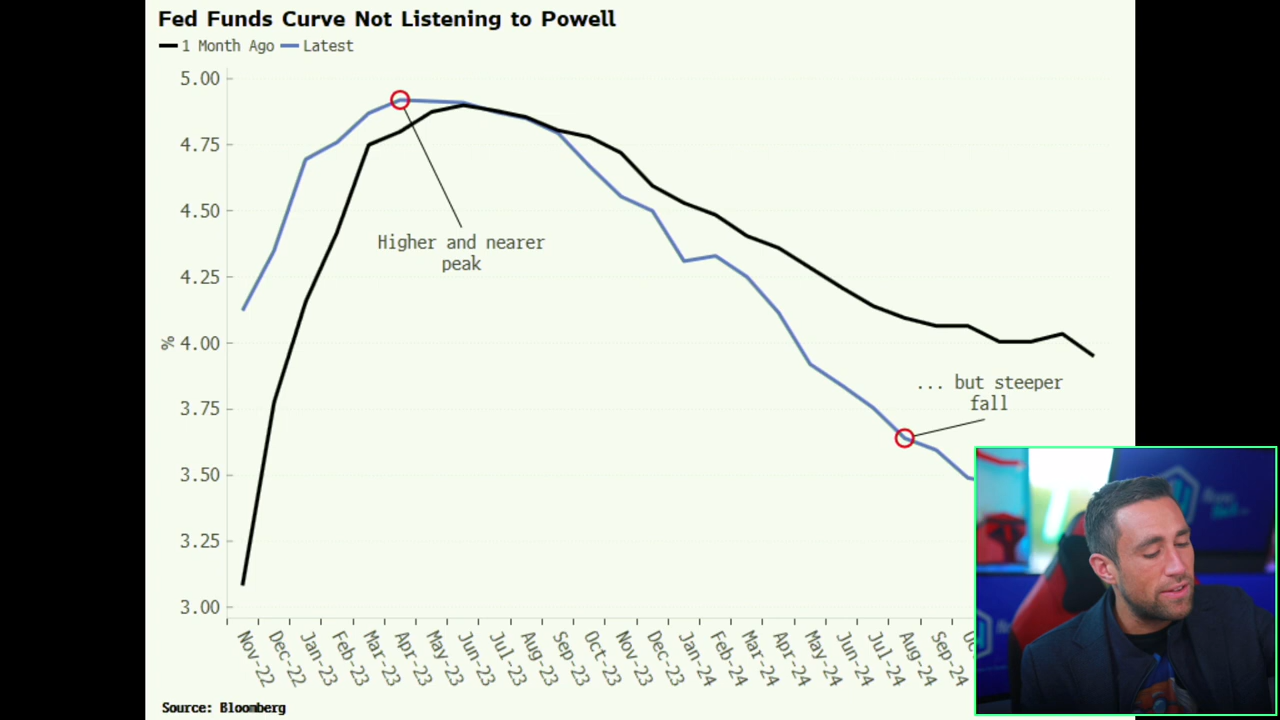 Fed Funds Curve Not Listening to Powell
1 Month Ago Latest
5.00
4.75
4.50
4.25
% 4.00
3.75
3.50
3.25
3.00
Higher and nearer
peak
... but steeper
fall
Nov-22 Dec-22 Jan-23 Feb-23 Mar-23 Apr-23 May-23 Jun-23 Jul-23 Aug-23 Sep-23 Oct-23 Nov-23 Dec-23 Jan-24 Feb-24 Mar-24 Apr-24 May-24 Jun-24 Jul-24 Aug-24 Sep-24
Source: Bloomberg